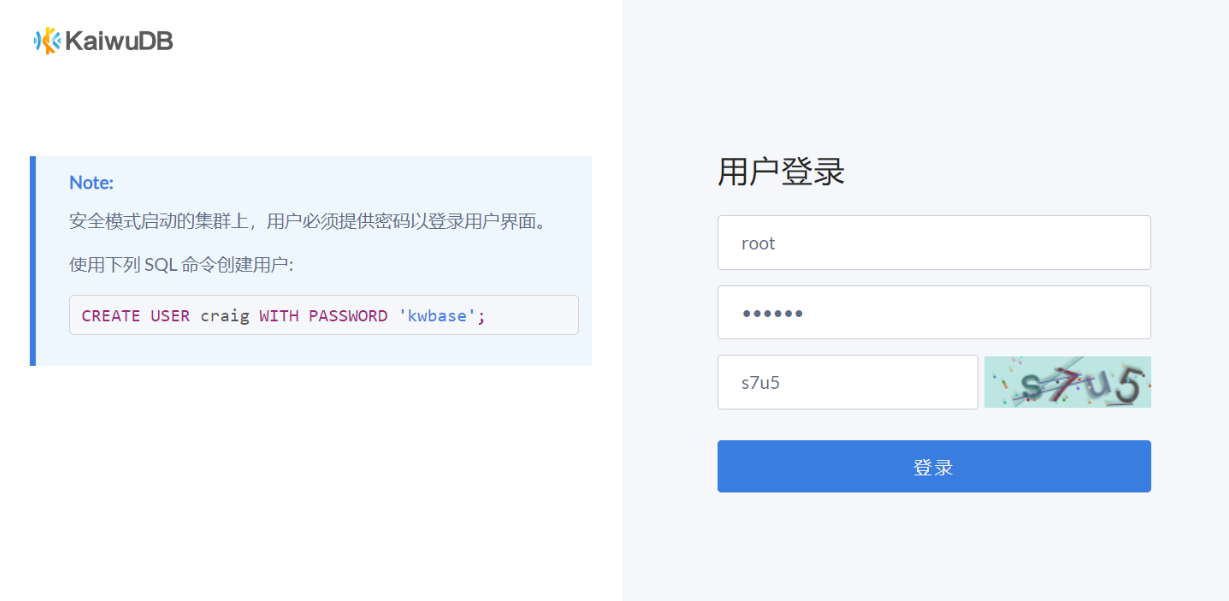 KaiwuDB
Note:
安全模式启动的集群上，用户必须提供密码以登录用户界面。
使用下列 SQL 命令创建用户:
CREATE USER craig WITH PASSWORD 'kwbase';
用户登录
root
••••••
s7u5
s7u5
登录